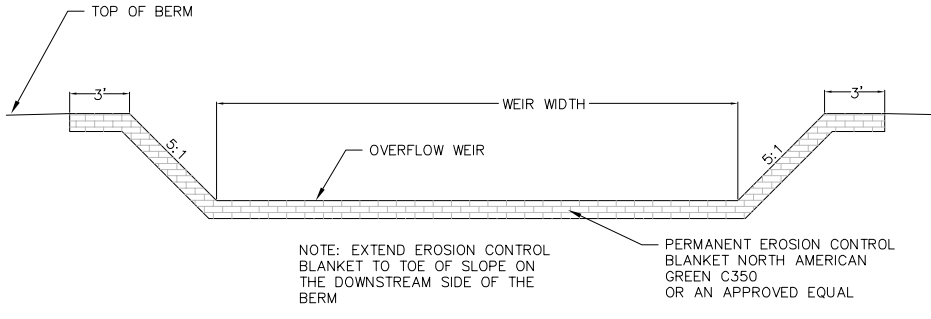 TOP OF BERM
3'
WEIR WIDTH
3'
5:1
OVERFLOW WEIR
5:1
NOTE: EXTEND EROSION CONTROL
BLANKET TO TOE OF SLOPE ON
THE DOWNSTREAM SIDE OF THE
BERM
PERMANENT EROSION CONTROL
BLANKET NORTH AMERICAN
GREEN C350
OR AN APPROVED EQUAL